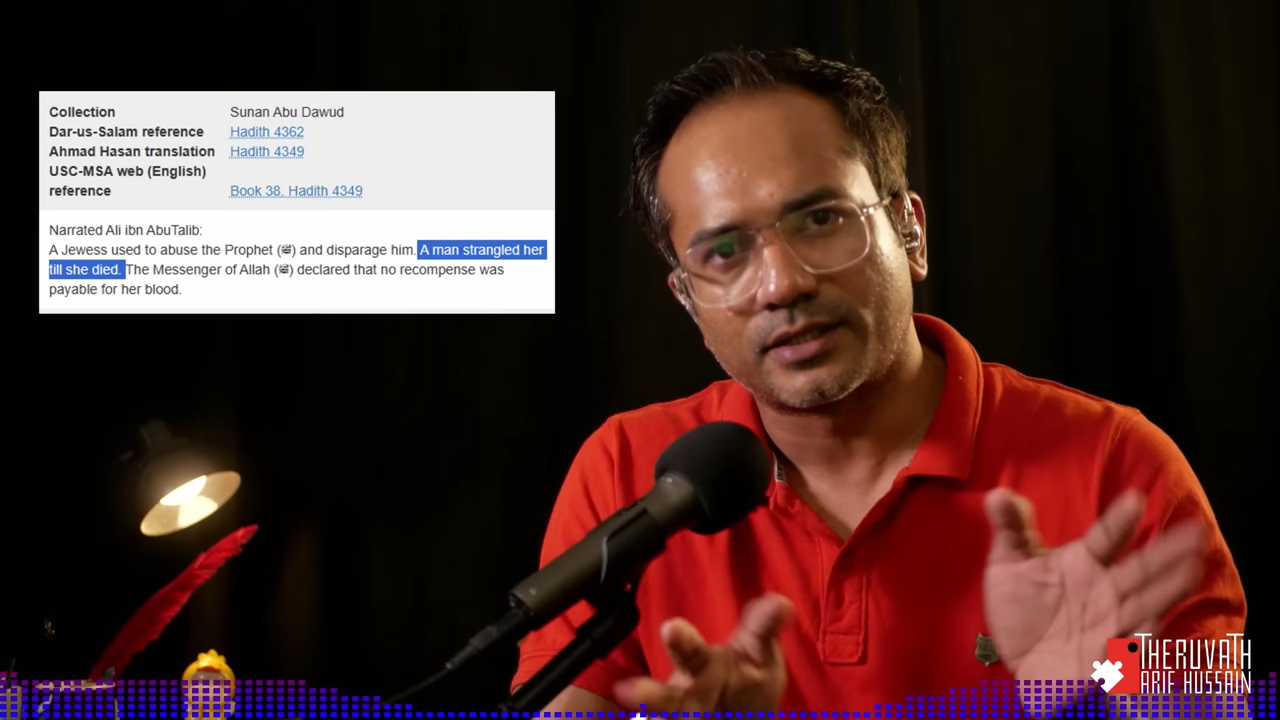 Collection Sunan Abu Dawud
Dar-us-Salam reference Hadith 4362
Ahmad Hasan translation Hadith 4349
USC-MSA web (English)
reference Book 38, Hadith 4349
Narrated Ali ibn AbuTalib:
A Jewess used to abuse the Prophet (ﷺ) and disparage him. A man strangled her
till she died. The Messenger of Allah (ﷺ) declared that no recompense was
payable for her blood.
THERUVATH
ARIF HUSSAIN